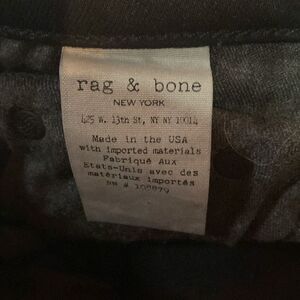 rag & bone
NEW YORK
425 W. 13th St, NY NY 10014
Made in the USA
with imported materials
Fabriqué Aux
Etats-Unis avec des
matériaux importés